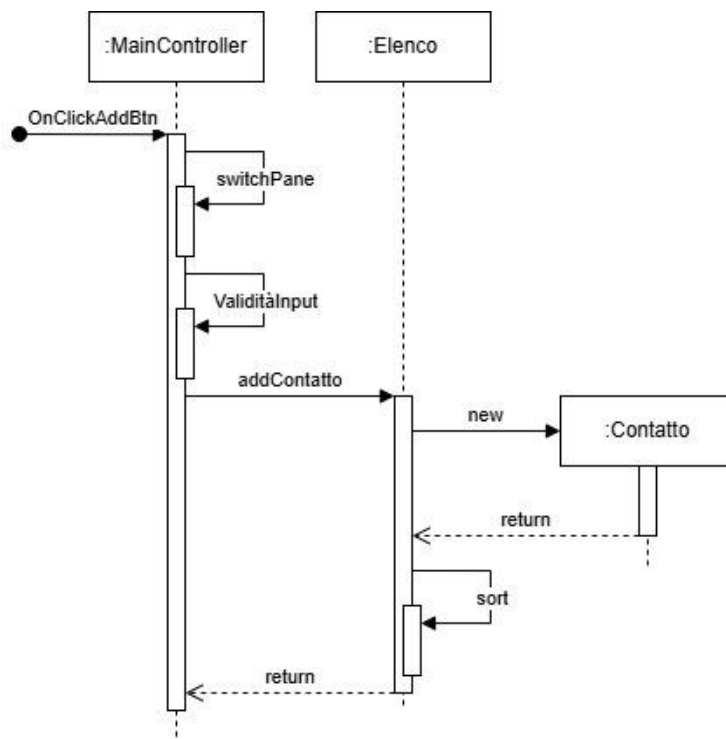 :MainController
:Elenco
OnClickAddBtn
switchPane
ValiditàInput
addContatto
new
:Contatto
return
sort
return